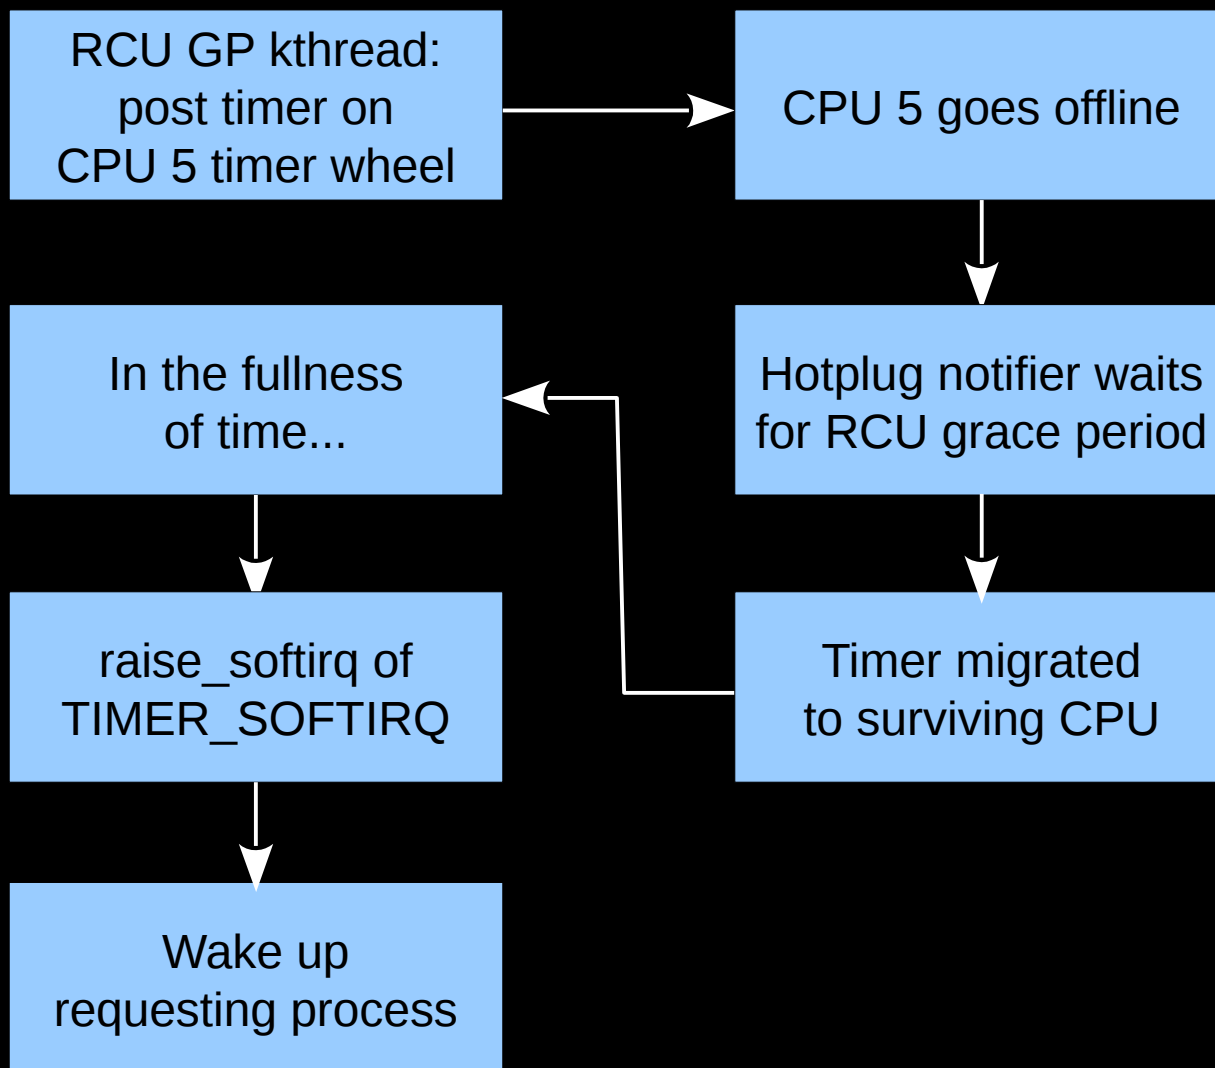 RCU GP kthread:
post timer on
CPU 5 timer wheel
CPU 5 goes offline
Hotplug notifier waits
for RCU grace period
Timer migrated
to surviving CPU
In the fullness
of time...
raise_softirq of
TIMER_SOFTIRQ
Wake up
requesting process